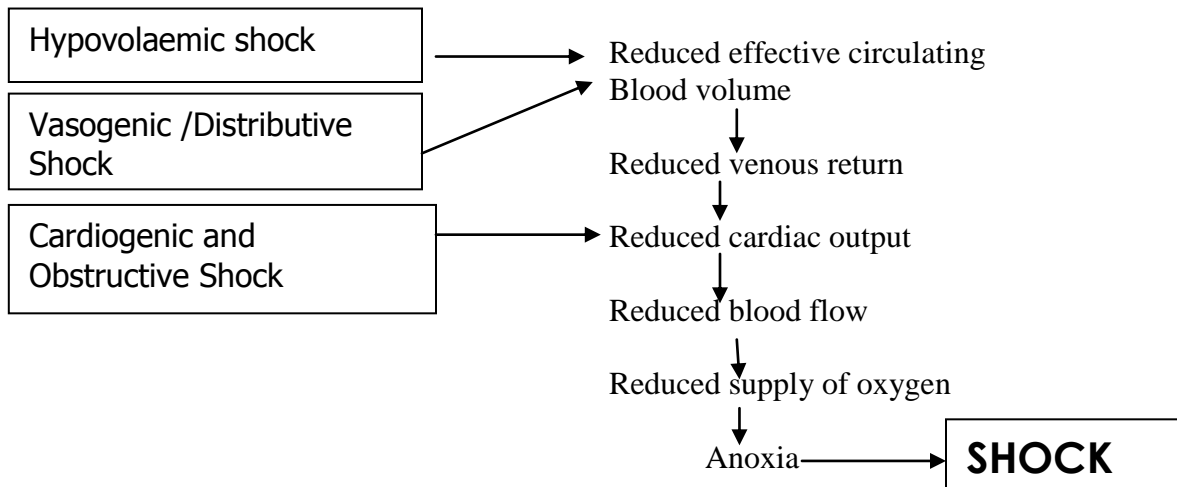 Hypovolaemic shock
Vasogenic /Distributive
Shock
Cardiogenic and
Obstructive Shock
Reduced effective circulating
Blood volume
Reduced venous return
Reduced cardiac output
Reduced blood flow
Reduced supply of oxygen
Anoxia
SHOCK